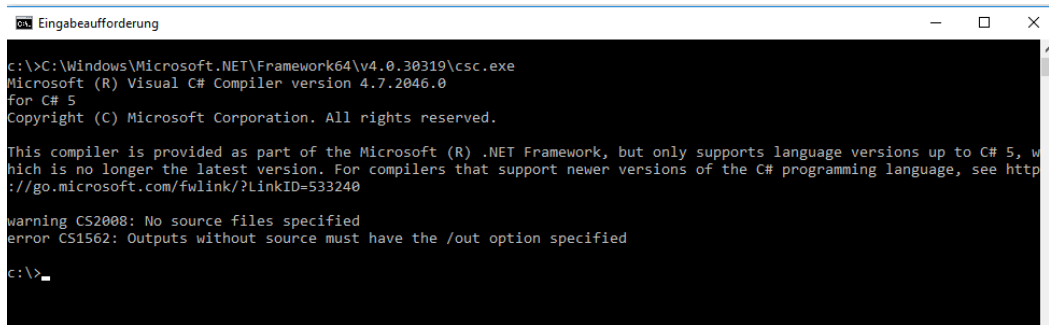 Eingabeaufforderung
c:\>C:\Windows\Microsoft.NET\Framework64\v4.0.30319\csc.exe
Microsoft (R) Visual C# Compiler version 4.7.2046.0
for C# 5
Copyright (C) Microsoft Corporation. All rights reserved.
This compiler is provided as part of the Microsoft (R) .NET Framework, but only supports language versions up to C# 5, w
hich is no longer the latest version. For compilers that support newer versions of the C# programming language, see http
://go.microsoft.com/fwlink/?LinkID=533240
warning CS2008: No source files specified
error CS1562: Outputs without source must have the /out option specified
c:\>